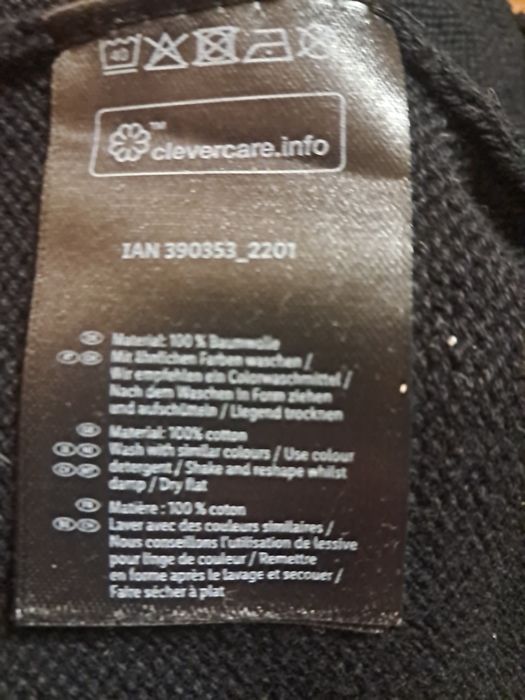 40
clevercare.info™
IAN 390353_2201
Material: 100 % Baumwolle
Mit ähnlichen Farben waschen /
Wir empfehlen ein Colorwaschmittel /
Nach dem Waschen in Form ziehen
und aufschütteln / Liegend trocknen
Material: 100% cotton
Wash with similar colours / Use colour
detergent / Shake and reshape whilst
damp / Dry flat
Matière : 100 % coton
Laver avec des couleurs similaires /
Nous conseillons l'utilisation de lessive
pour linge de couleur / Remettre
en forme après le lavage et secouer /
Faire sécher à plat